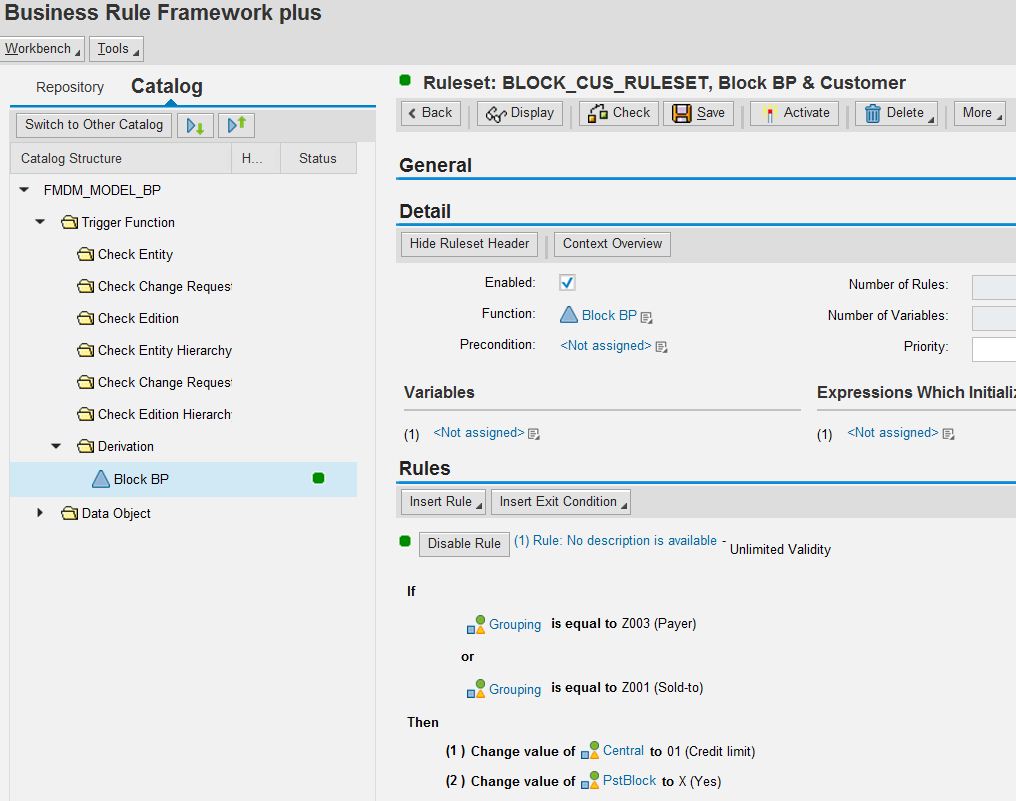 Business Rule Framework plus
Workbench Tools
Repository Catalog
Switch to Other Catalog
Catalog Structure H... Status
FMDM_MODEL_BP
Trigger Function
Check Entity
Check Change Reques
Check Edition
Check Entity Hierarchy
Check Change Reques
Check Edition Hierarch
Derivation
Block BP
Data Object
Ruleset: BLOCK_CUS_RULESET, Block BP & Customer
Back Display Check Save Activate Delete More
General
Detail
Hide Ruleset Header Context Overview
Enabled: Number of Rules:
Function: Block BP Number of Variables:
Precondition: <Not assigned> Priority:
Variables Expressions Which Initializ
(1) <Not assigned> (1) <Not assigned>
Rules
Insert Rule Insert Exit Condition
Disable Rule (1) Rule: No description is available - Unlimited Validity
If
Grouping is equal to Z003 (Payer)
or
Grouping is equal to Z001 (Sold-to)
Then
(1 ) Change value of Central to 01 (Credit limit)
(2 ) Change value of PstBlock to X (Yes)